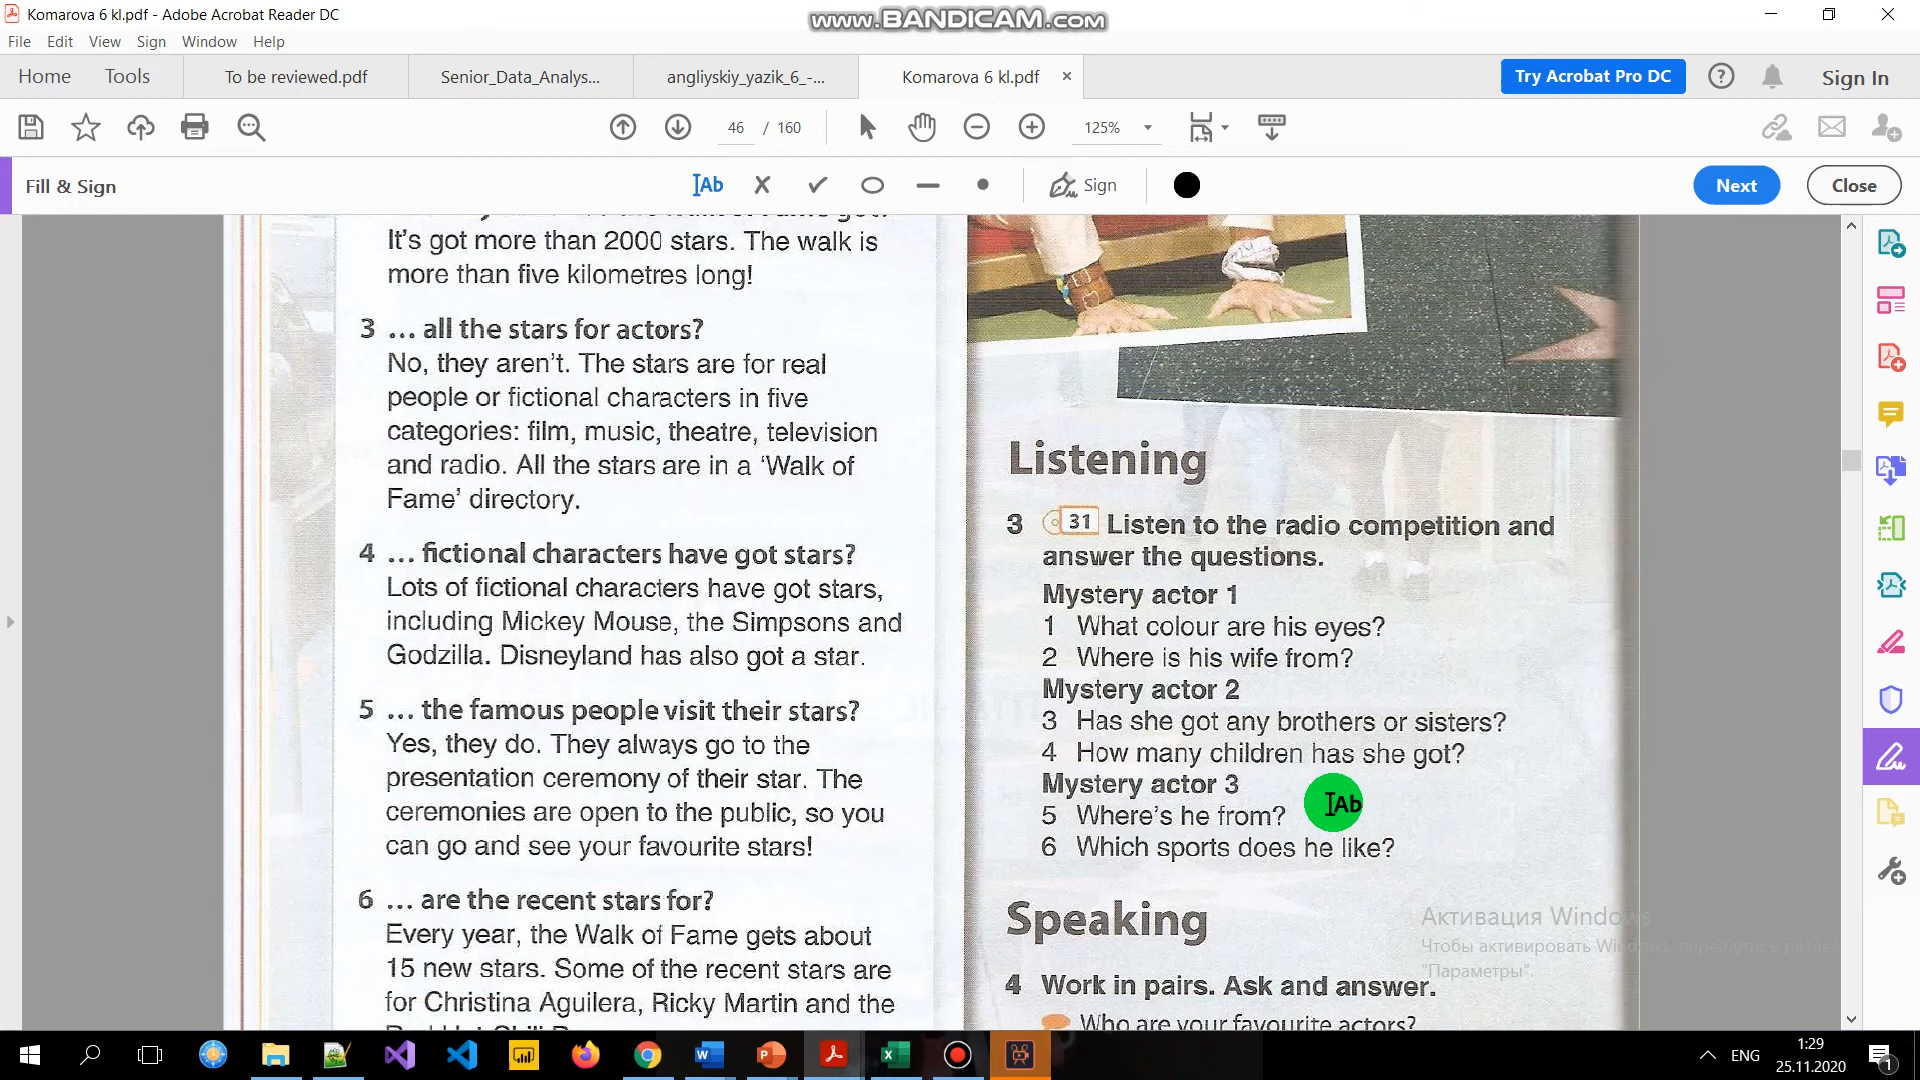 Komarova 6 kl.pdf - Adobe Acrobat Reader DC
www.BANDICAM.com
File Edit View Sign Window Help
Home Tools To be reviewed.pdf Senior_Data_Analys... angliyskiy_yazik_6_-... Komarova 6 kl.pdf × Try Acrobat Pro DC Sign In
46 / 160 125%
Fill & Sign Ab Sign Next Close
It's got more than 2000 stars. The walk is
more than five kilometres long!
3 ... all the stars for actors?
No, they aren't. The stars are for real
people or fictional characters in five
categories: film, music, theatre, television
and radio. All the stars are in a 'Walk of
Fame' directory.
4 ... fictional characters have got stars?
Lots of fictional characters have got stars,
including Mickey Mouse, the Simpsons and
Godzilla. Disneyland has also got a star.
5 ... the famous people visit their stars?
Yes, they do. They always go to the
presentation ceremony of their star. The
ceremonies are open to the public, so you
can go and see your favourite stars!
6 ... are the recent stars for?
Every year, the Walk of Fame gets about
15 new stars. Some of the recent stars are
for Christina Aguilera, Ricky Martin and the
Listening
3 31 Listen to the radio competition and
answer the questions.
Mystery actor 1
1 What colour are his eyes?
2 Where is his wife from?
Mystery actor 2
3 Has she got any brothers or sisters?
4 How many children has she got?
Mystery actor 3
5 Where's he from? Ab
6 Which sports does he like?
Speaking
4 Work in pairs. Ask and answer.
Who are your favourite actors?
Активация Windows
Чтобы активировать Windows, перейдите в раздел
"Параметры".
ENG
1:29
25.11.2020
1